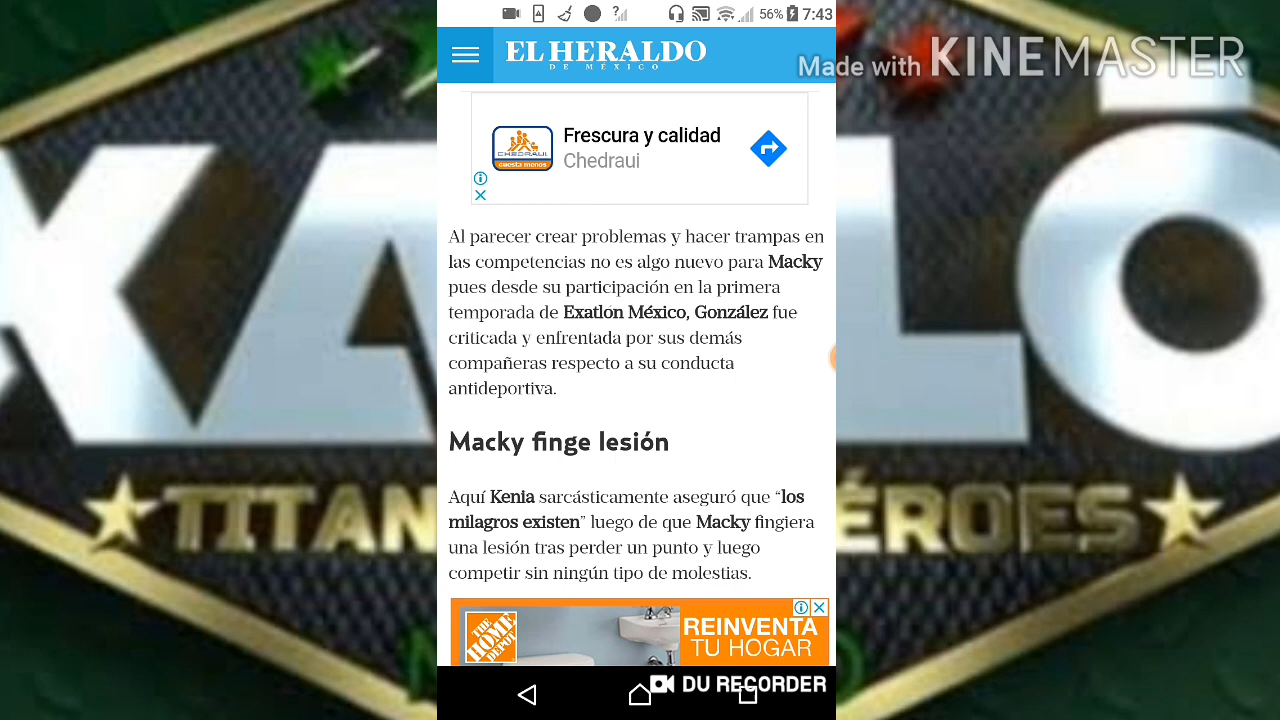 56% 7:43
EL HERALDO
DE MÉXICO
Made with KINEMASTER
Frescura y calidad
Chedraui
CHEDRAUI
cuesta menos
Al parecer crear problemas y hacer trampas en
las competencias no es algo nuevo para Macky
pues desde su participación en la primera
temporada de Exatlón México, González fue
criticada y enfrentada por sus demás
compañeras respecto a su conducta
antideportiva.
Macky finge lesión
Aquí Kenia sarcásticamente aseguró que “los
milagros existen” luego de que Macky fingiera
una lesión tras perder un punto y luego
competir sin ningún tipo de molestias.
XA LÓ
TITAN ÉROES
THE HOME DEPOT
REINVENTA
TU HOGAR
DU RECORDER